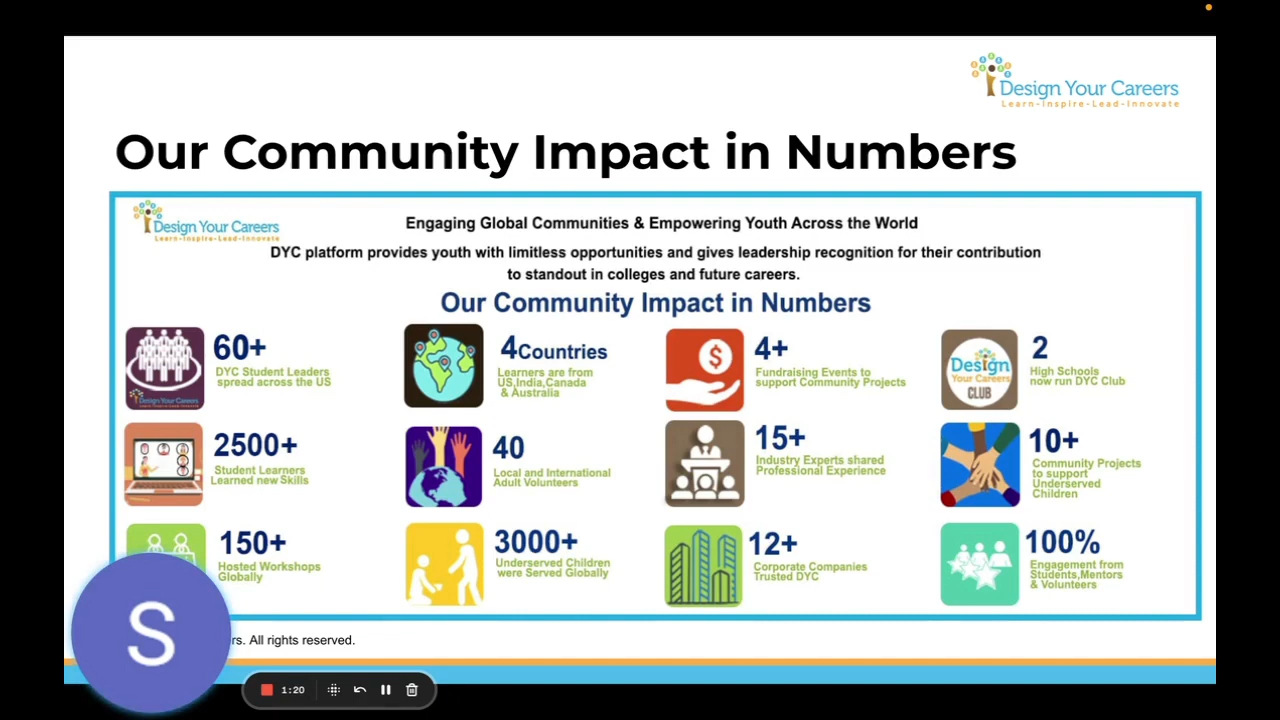 Design Your Careers
Learn-Inspire-Lead-Innovate
Our Community Impact in Numbers
Design Your Careers
Learn-Inspire-Lead-Innovate
Engaging Global Communities & Empowering Youth Across the World
DYC platform provides youth with limitless opportunities and gives leadership recognition for their contribution
to standout in colleges and future careers.
Our Community Impact in Numbers
60+
DYC Student Leaders
spread across the US
Design Your Careers
4Countries
Learners are from
US,India,Canada
& Australia
$
4+
Fundraising Events to
support Community Projects
Design
Your Careers
CLUB
2
High Schools
now run DYC Club
2500+
Student Learners
Learned new Skills
40
Local and International
Adult Volunteers
15+
Industry Experts shared
Professional Experience
10+
Community Projects
to support
Underserved
Children
150+
Hosted Workshops
Globally
3000+
Underserved Children
were Served Globally
12+
Corporate Companies
Trusted DYC
100%
Engagement from
Students,Mentors
& Volunteers
S
rs. All rights reserved.
1:20